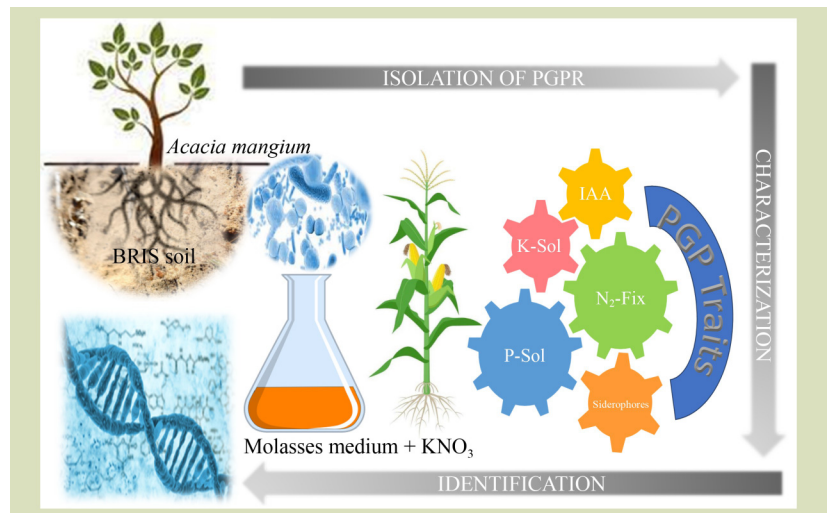 ISOLATION OF PGPR
Acacia mangium
BRIS soil
IAA
K-Sol
N₂-Fix
P-Sol
Siderophores
PGP Traits
CHARACTERIZATION
Molasses medium + KNO₃
IDENTIFICATION